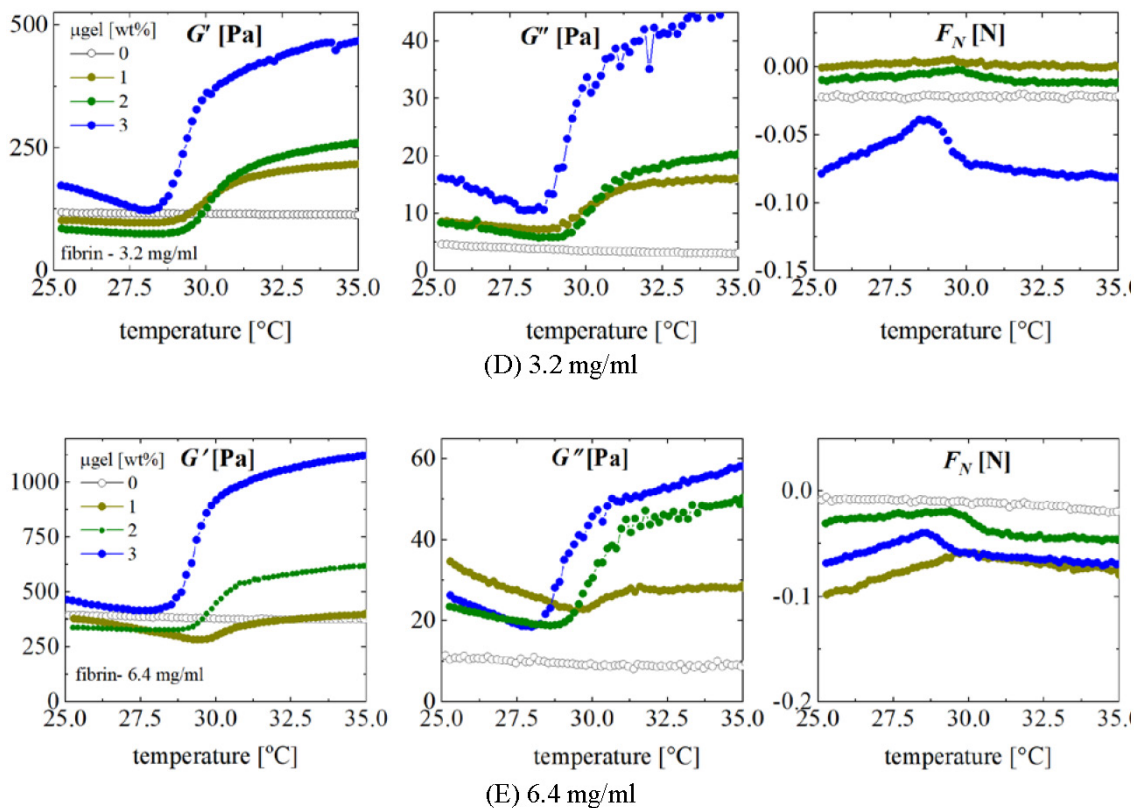 μgel [wt%]
0
1
2
3
G′ [Pa]
fibrin - 3.2 mg/ml
500
250
0
25.0 27.5 30.0 32.5 35.0
temperature [°C]
G″ [Pa]
40
30
20
10
0
25.0 27.5 30.0 32.5 35.0
temperature [°C]
F_N [N]
0.00
-0.05
-0.10
-0.15
25.0 27.5 30.0 32.5 35.0
temperature [°C]
(D) 3.2 mg/ml
μgel [wt%]
0
1
2
3
G′ [Pa]
fibrin- 6.4 mg/ml
1000
750
500
250
0
25.0 27.5 30.0 32.5 35.0
temperature [°C]
G″ [Pa]
60
40
20
0
25.0 27.5 30.0 32.5 35.0
temperature [°C]
F_N [N]
0.0
-0.1
-0.2
25.0 27.5 30.0 32.5 35.0
temperature [°C]
(E) 6.4 mg/ml